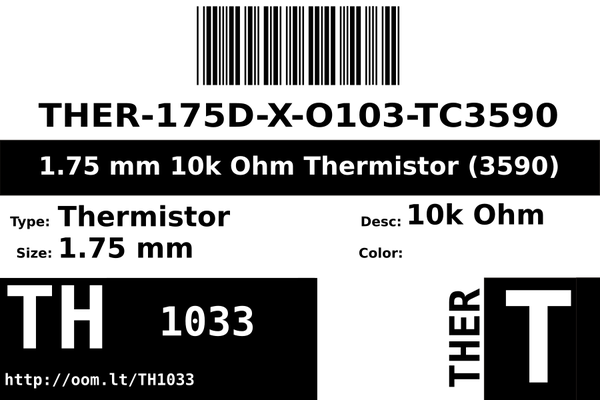 THER-175D-X-O103-TC3590
1.75 mm 10k Ohm Thermistor (3590)
Type: Thermistor
Desc: 10k Ohm
Size: 1.75 mm
Color:
TH 1033
THER T
http://oom.lt/TH1033